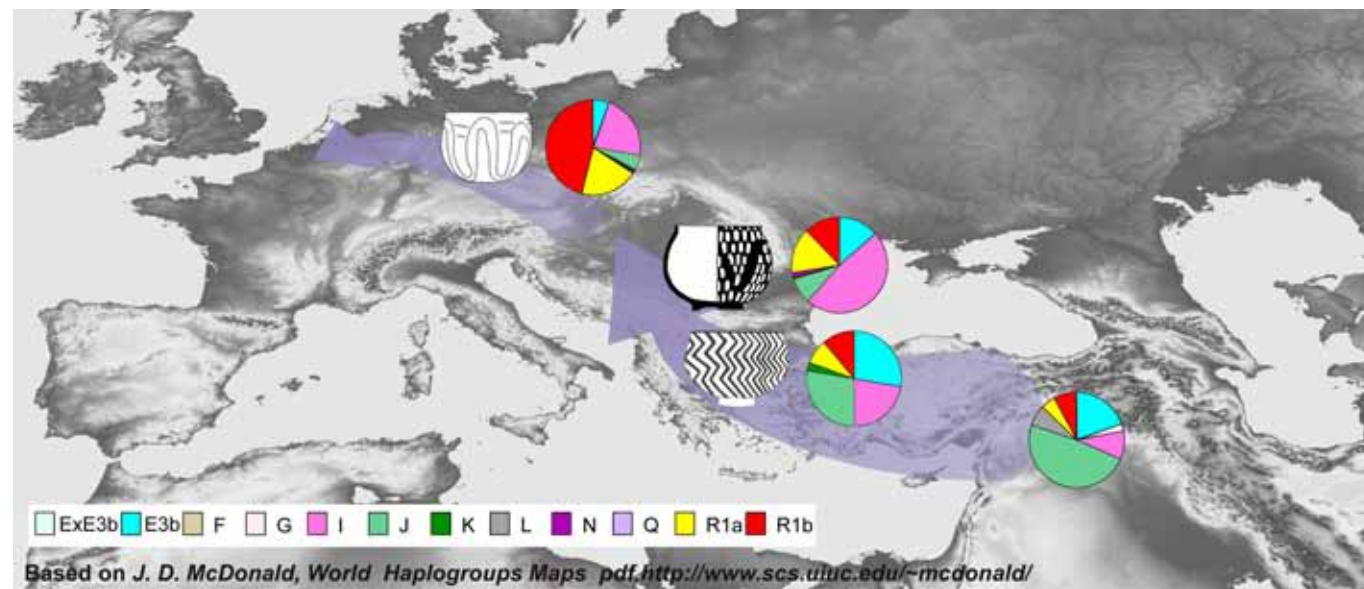 ExE3b E3b F G I J K L N Q R1a R1b
Based on J. D. McDonald, World Haplogroups Maps pdf.http://www.scs.uiuc.edu/~mcdonald/